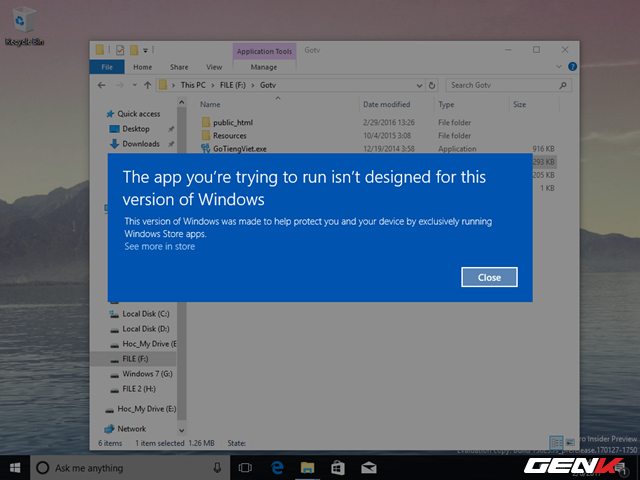 Recycle Bin
Application Tools
Gotv
File
Home
Share
View
Manage
This PC
FILE (F:)
Gotv
Search Gotv
Name
Date modified
Type
Size
Quick access
Desktop
Downloads
public_html
2/29/2016 13:26
File folder
Resources
10/4/2015 3:08
File folder
GoTiengViet.exe
12/19/2014 3:58
Application
916 KB
293 KB
205 KB
1 KB
The app you're trying to run isn't designed for this
version of Windows
This version of Windows was made to help protect you and your device by exclusively running
Windows Store apps.
See more in store
Close
Local Disk (C:)
Local Disk (D:)
Hoc_My Drive (E
FILE (F:)
Windows 7 (G:)
FILE 2 (H:)
Hoc_My Drive (E:)
Network
6 items
1 item selected
1.26 MB
State:
ro Insider Preview
Evaluation copy.
release.170127-1750
Ask me anything
GENK